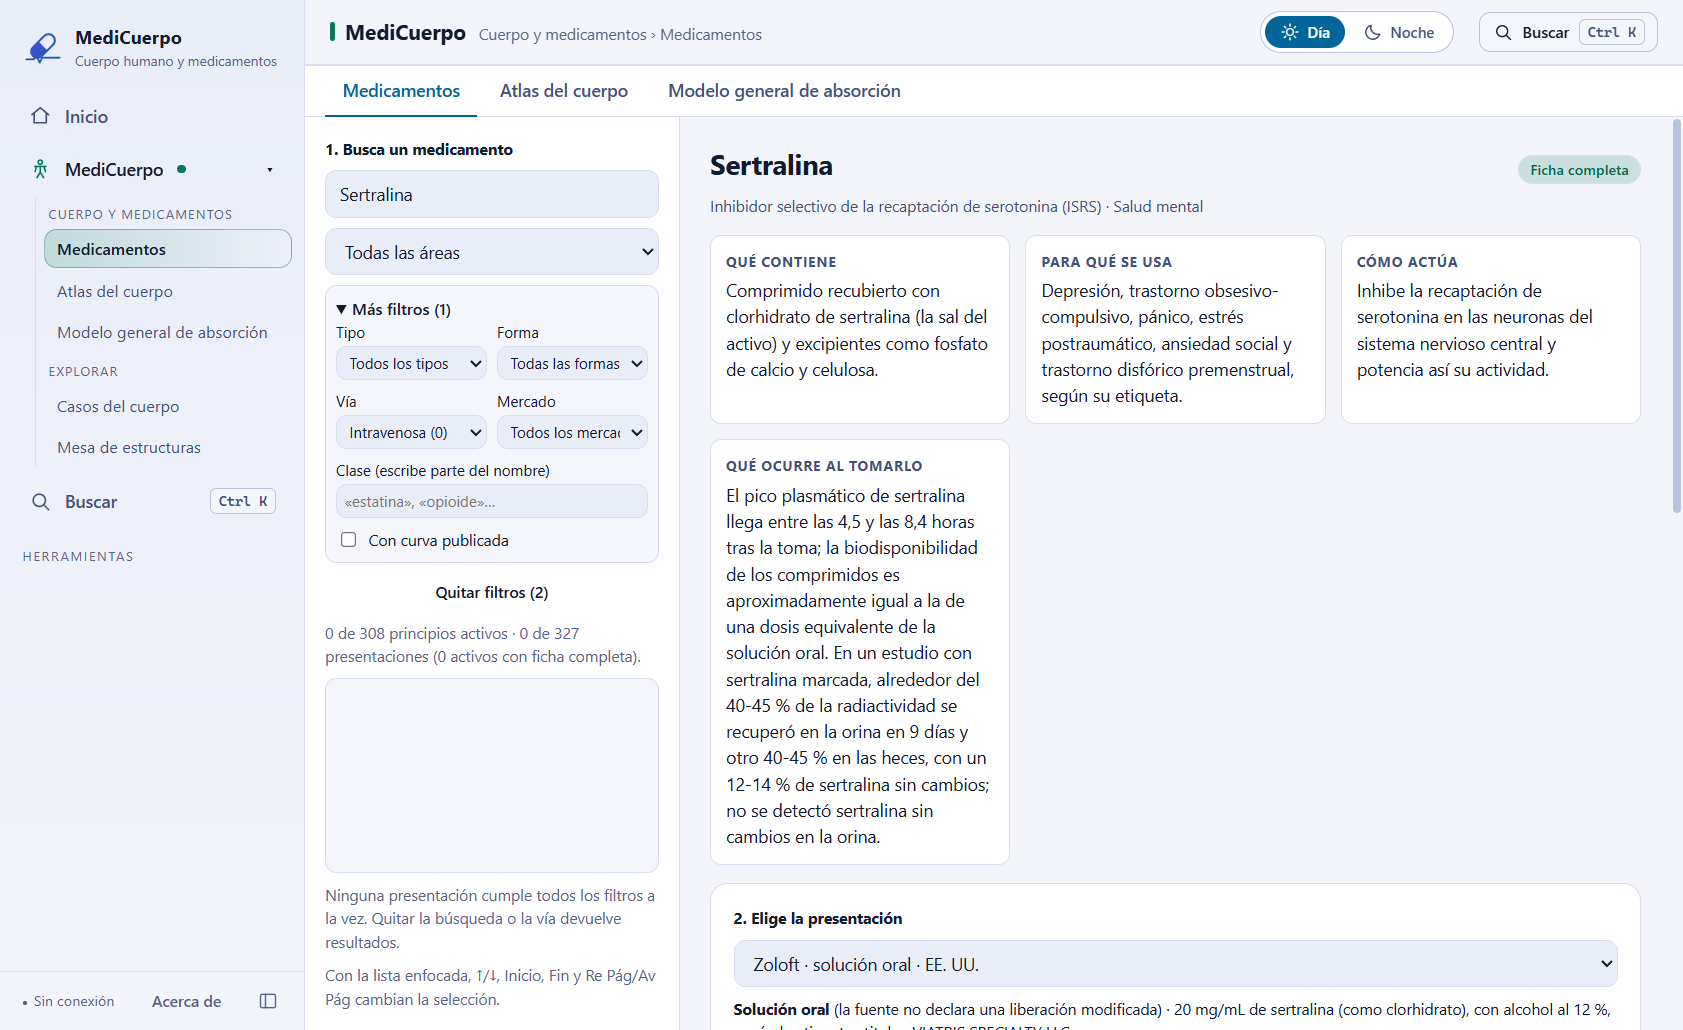 MediCuerpo
Cuerpo humano y medicamentos
Inicio
MediCuerpo
CUERPO Y MEDICAMENTOS
Medicamentos
Atlas del cuerpo
Modelo general de absorción
EXPLORAR
Casos del cuerpo
Mesa de estructuras
Buscar Ctrl K
HERRAMIENTAS
Sin conexión Acerca de
MediCuerpo Cuerpo y medicamentos › Medicamentos
Día Noche
Buscar Ctrl K
Medicamentos Atlas del cuerpo Modelo general de absorción
1. Busca un medicamento
Sertralina
Todas las áreas
▼ Más filtros (1)
Tipo Forma
Todos los tipos Todas las formas
Vía Mercado
Intravenosa (0) Todos los merca
Clase (escribe parte del nombre)
«estatina», «opioide»...
Con curva publicada
Quitar filtros (2)
0 de 308 principios activos · 0 de 327
presentaciones (0 activos con ficha completa).
Ninguna presentación cumple todos los filtros a
la vez. Quitar la búsqueda o la vía devuelve
resultados.
Con la lista enfocada, ↑/↓, Inicio, Fin y Re Pág/Av
Pág cambian la selección.
Sertralina
Ficha completa
Inhibidor selectivo de la recaptación de serotonina (ISRS) · Salud mental
QUÉ CONTIENE
Comprimido recubierto con
clorhidrato de sertralina (la sal del
activo) y excipientes como fosfato
de calcio y celulosa.
PARA QUÉ SE USA
Depresión, trastorno obsesivo-
compulsivo, pánico, estrés
postraumático, ansiedad social y
trastorno disfórico premenstrual,
según su etiqueta.
CÓMO ACTÚA
Inhibe la recaptación de
serotonina en las neuronas del
sistema nervioso central y
potencia así su actividad.
QUÉ OCURRE AL TOMARLO
El pico plasmático de sertralina
llega entre las 4,5 y las 8,4 horas
tras la toma; la biodisponibilidad
de los comprimidos es
aproximadamente igual a la de
una dosis equivalente de la
solución oral. En un estudio con
sertralina marcada, alrededor del
40-45 % de la radiactividad se
recuperó en la orina en 9 días y
otro 40-45 % en las heces, con un
12-14 % de sertralina sin cambios;
no se detectó sertralina sin
cambios en la orina.
2. Elige la presentación
Zoloft · solución oral · EE. UU.
Solución oral (la fuente no declara una liberación modificada) · 20 mg/mL de sertralina (como clorhidrato), con alcohol al 12 %,